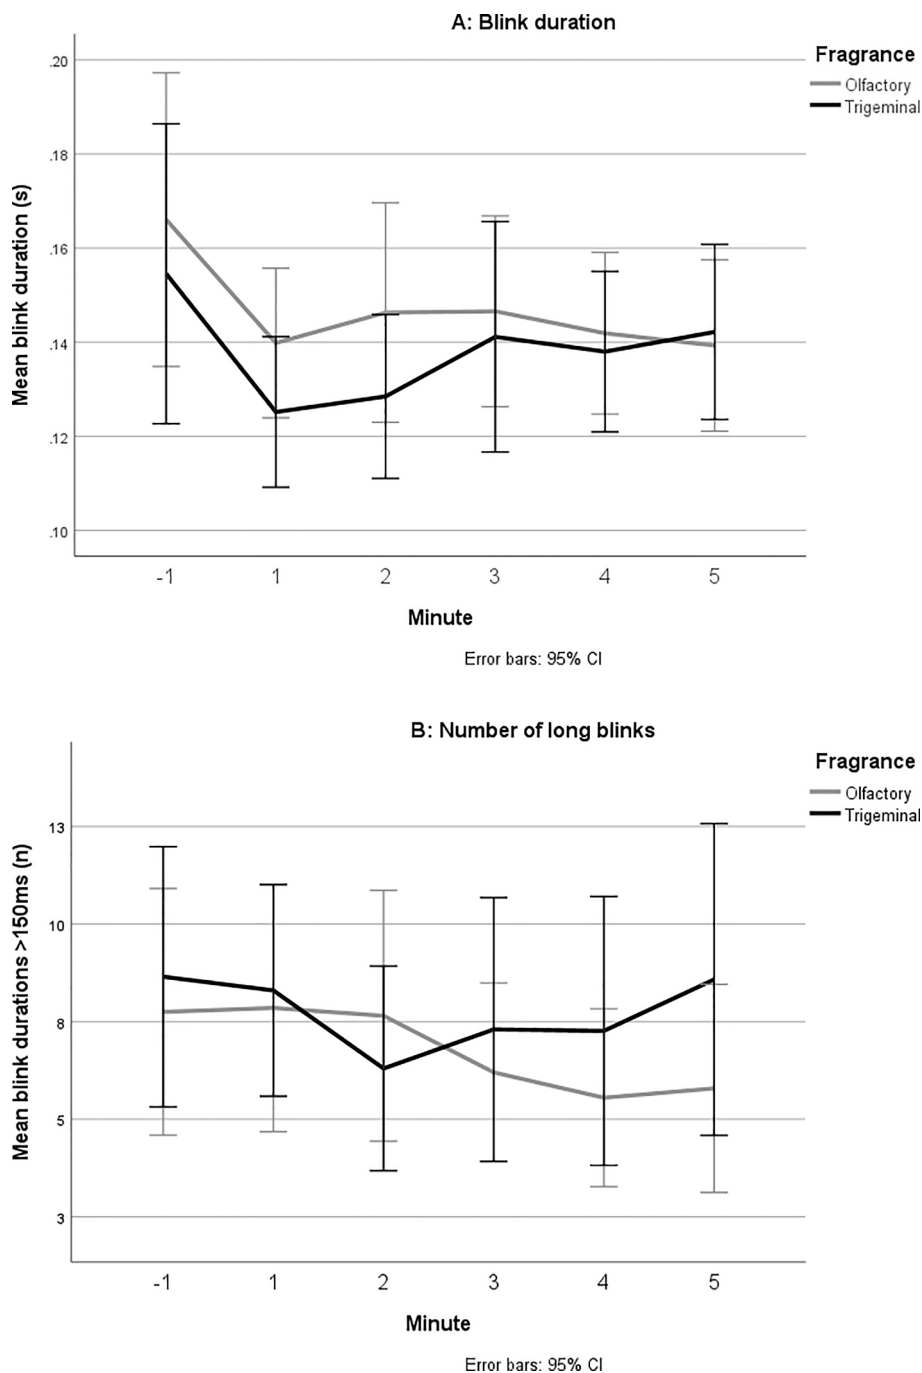 A: Blink duration
Fragrance
Olfactory
Trigeminal
Mean blink duration (s)
.20
.18
.16
.14
.12
.10
-1 1 2 3 4 5
Minute
Error bars: 95% CI
B: Number of long blinks
Fragrance
Olfactory
Trigeminal
Mean blink durations >150ms (n)
13
10
8
5
3
-1 1 2 3 4 5
Minute
Error bars: 95% CI